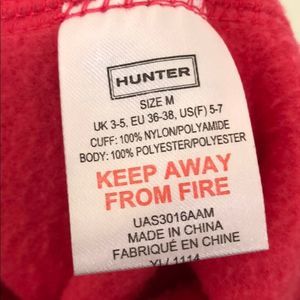 HUNTER
SIZE M
UK 3-5, EU 36-38, US(F) 5-7
CUFF: 100% NYLON/POLYAMIDE
BODY: 100% POLYESTER/POLYESTER
KEEP AWAY
FROM FIRE
UAS3016AAM
MADE IN CHINA
FABRIQUÉ EN CHINE